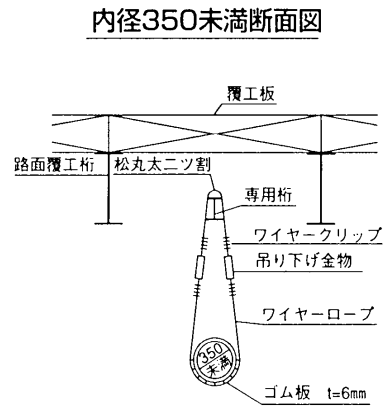 内径350未満断面図
覆工板
路面覆工桁
松丸太二ツ割
専用桁
ワイヤークリップ
吊り下げ金物
ワイヤーロープ
350
未満
ゴム板 t=6mm